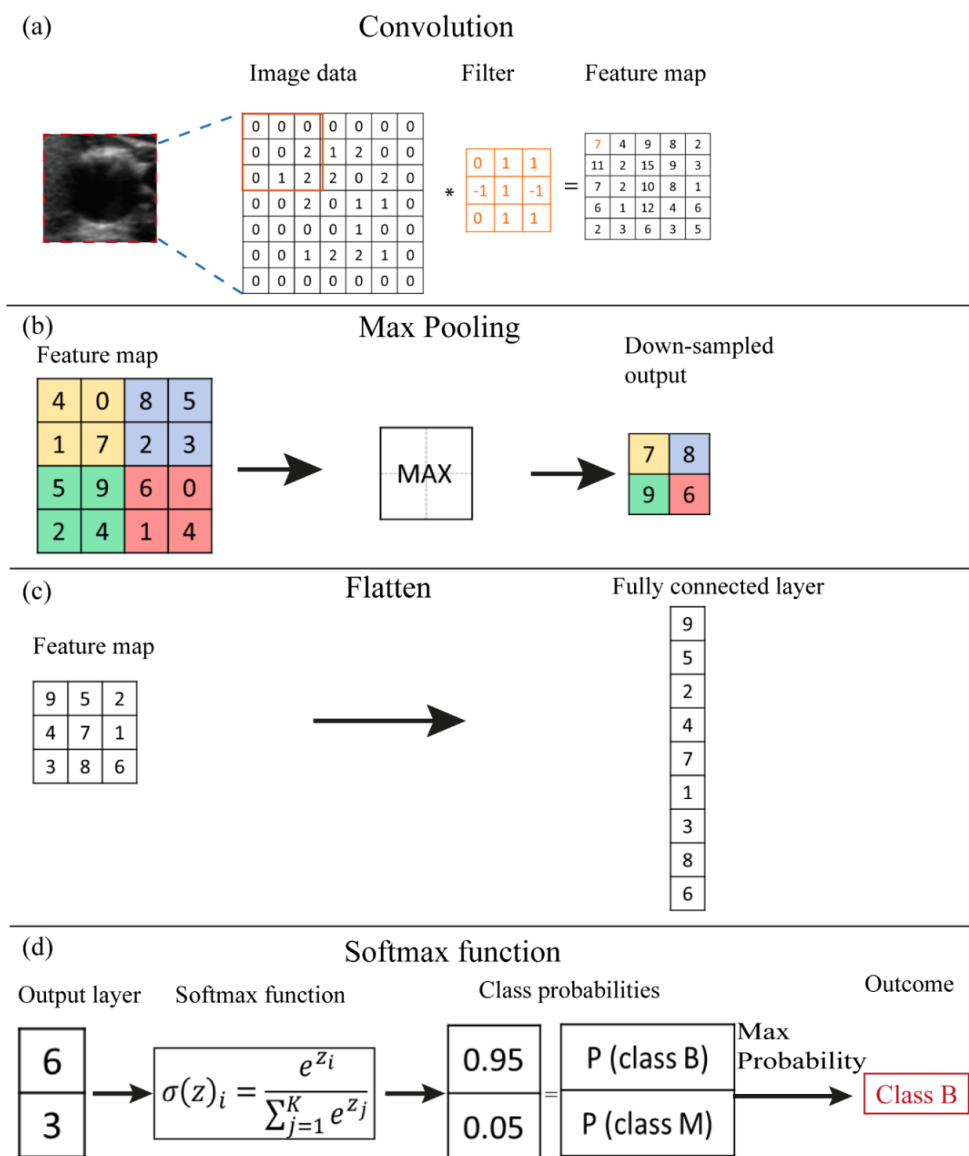 (a)
Convolution
Image data
Filter
Feature map
0 0 0 0 0 0 0
0 0 2 1 2 0 0
0 1 2 2 0 2 0
0 0 2 0 1 1 0
0 0 0 0 1 0 0
0 0 1 2 2 1 0
0 0 0 0 0 0 0
*
0 1 1
-1 1 -1
0 1 1
=
7 4 9 8 2
11 2 15 9 3
7 2 10 8 1
6 1 12 4 6
2 3 6 3 5
(b)
Max Pooling
Feature map
4 0 8 5
1 7 2 3
5 9 6 0
2 4 1 4
MAX
Down-sampled
output
7 8
9 6
(c)
Flatten
Feature map
9 5 2
4 7 1
3 8 6
Fully connected layer
9
5
2
4
7
1
3
8
6
(d)
Softmax function
Output layer
6
3
Softmax function
σ(z)_i = e^{z_i} / ∑_{j=1}^{K} e^{z_j}
Class probabilities
0.95
0.05
=
P (class B)
P (class M)
Max
Probability
Outcome
Class B